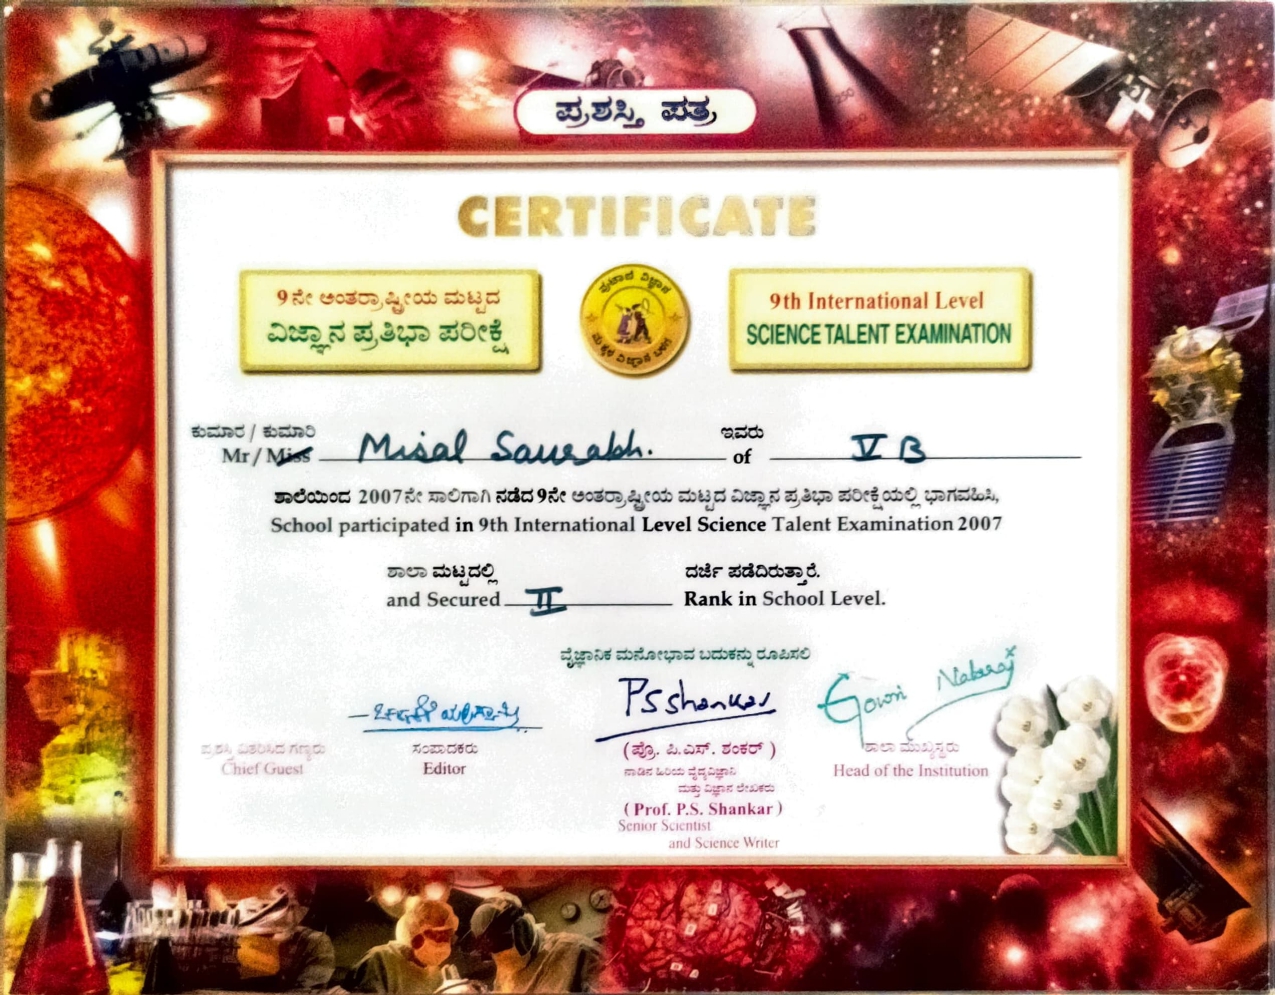 ಪ್ರಶಸ್ತಿ ಪತ್ರ
CERTIFICATE
9ನೇ ಅಂತರ್ರಾಷ್ಟ್ರೀಯ ಮಟ್ಟದ
ವಿಜ್ಞಾನ ಪ್ರತಿಭಾ ಪರೀಕ್ಷೆ
9th International Level
SCIENCE TALENT EXAMINATION
ಕುಮಾರ / ಕುಮಾರಿ ಇವರು
Mr/Miss Misal Saurabh. of V B
ಶಾಲೆಯಿಂದ 2007ನೇ ಸಾಲಿಗಾಗಿ ನಡೆದ 9ನೇ ಅಂತರ್ರಾಷ್ಟ್ರೀಯ ಮಟ್ಟದ ವಿಜ್ಞಾನ ಪ್ರತಿಭಾ ಪರೀಕ್ಷೆಯಲ್ಲಿ ಭಾಗವಹಿಸಿ,
School participated in 9th International Level Science Talent Examination 2007
ಶಾಲಾ ಮಟ್ಟದಲ್ಲಿ ದರ್ಜೆ ಪಡೆದಿರುತ್ತಾರೆ.
and Secured II Rank in School Level.
ವೈಜ್ಞಾನಿಕ ಮನೋಭಾವ ಬದುಕನ್ನು ರೂಪಿಸಲಿ
PSshankar
Gowri Nataraj
ಪ್ರಶಸ್ತಿ ವಿತರಿಸಿದ ಗಣ್ಯರು
Chief Guest
ಸಂಪಾದಕರು
Editor
(ಪ್ರೊ. ಪಿ.ಎಸ್. ಶಂಕರ್)
ನಾಡಿನ ಹಿರಿಯ ವೈದ್ಯವಿಜ್ಞಾನಿ
ಮತ್ತು ವಿಜ್ಞಾನ ಲೇಖಕರು
(Prof. P.S. Shankar)
Senior Scientist
and Science Writer
ಶಾಲಾ ಮುಖ್ಯಸ್ಥರು
Head of the Institution